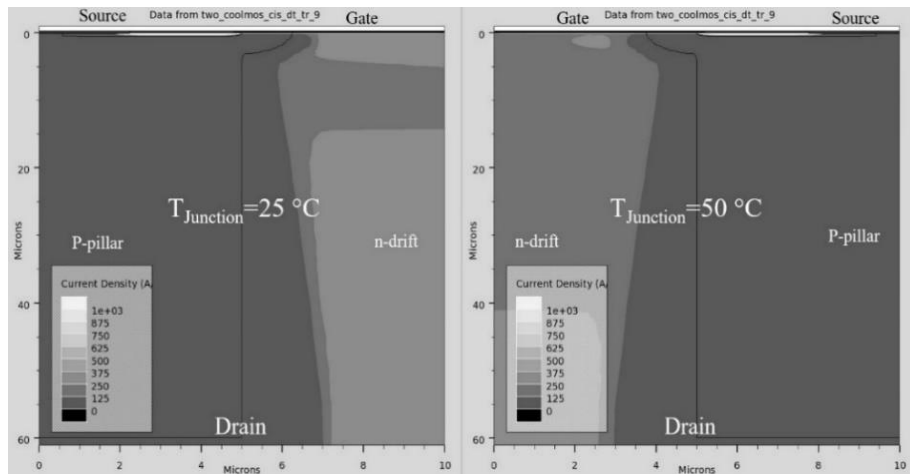 Source
Data from two_coolmos_cis_dt_tr_9
Gate
0
20
40
60
Microns
T_Junction=25 °C
P-pillar
n-drift
Current Density (A/
1e+03
875
750
625
500
375
250
125
0
Drain
0
2
4
6
8
10
Microns
Gate
Data from two_coolmos_cis_dt_tr_9
Source
0
20
40
60
Microns
T_Junction=50 °C
n-drift
P-pillar
Current Density (A/
1e+03
875
750
625
500
375
250
125
0
Drain
0
2
4
6
8
10
Microns